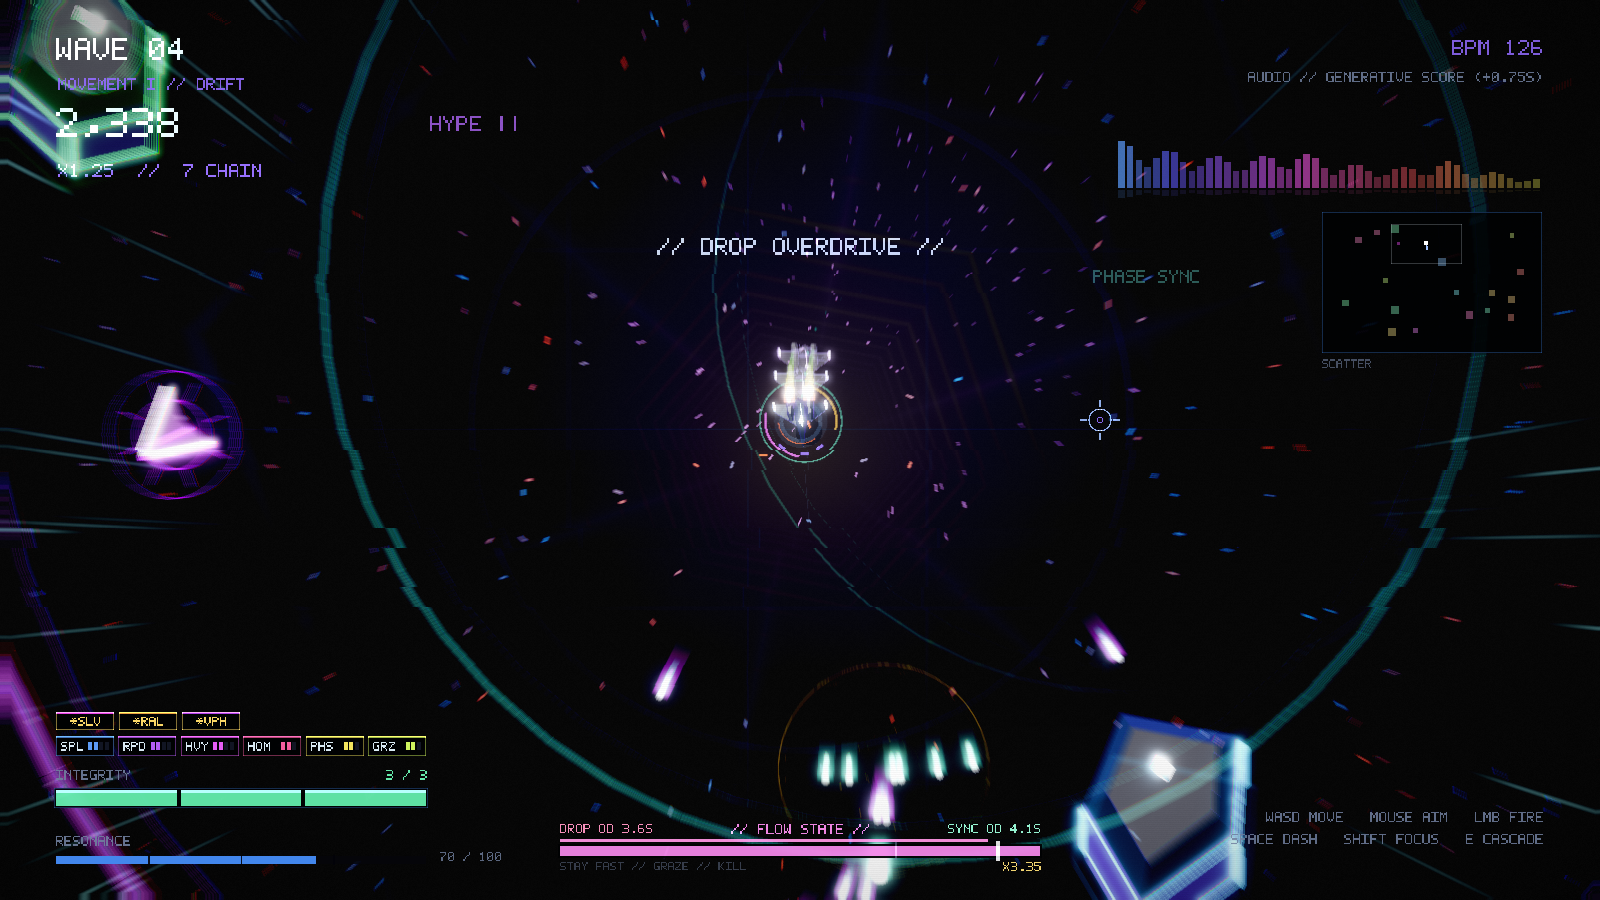 WAVE 04
MOVEMENT I // DRIFT
2.338
X1.25 // 7 CHAIN
HYPE II
BPM 126
AUDIO // GENERATIVE SCORE (+0.75S)
// DROP OVERDRIVE //
PHASE SYNC
SCATTER
*SLV *RAL *VPH
SPL RPD HVY HOM PHS GRZ
INTEGRITY 3 / 3
RESONANCE
70 / 100
DROP OD 3.6S // FLOW STATE // SYNC OD 4.1S
STAY FAST // GRAZE // KILL X3.35
WASD MOVE MOUSE AIM LMB FIRE
SPACE DASH SHIFT FOCUS E CASCADE